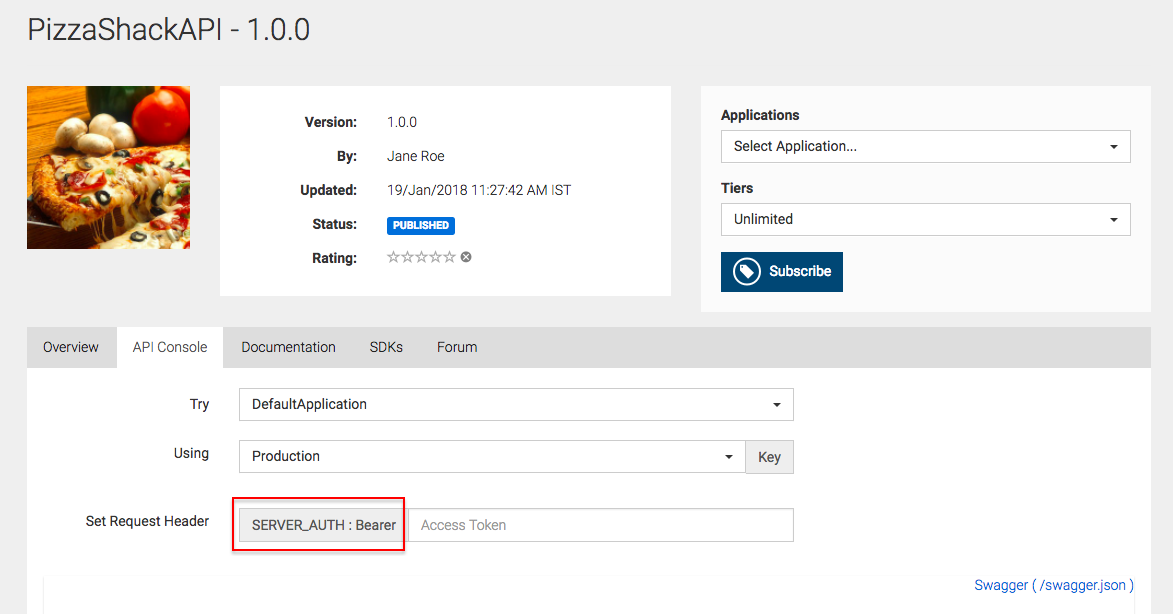 PizzaShackAPI - 1.0.0
Version: 1.0.0
By: Jane Roe
Updated: 19/Jan/2018 11:27:42 AM IST
Status: PUBLISHED
Rating:
Applications
Select Application...
Tiers
Unlimited
Subscribe
Overview API Console Documentation SDKs Forum
Try DefaultApplication
Using Production Key
Set Request Header SERVER_AUTH : Bearer Access Token
Swagger ( /swagger.json )